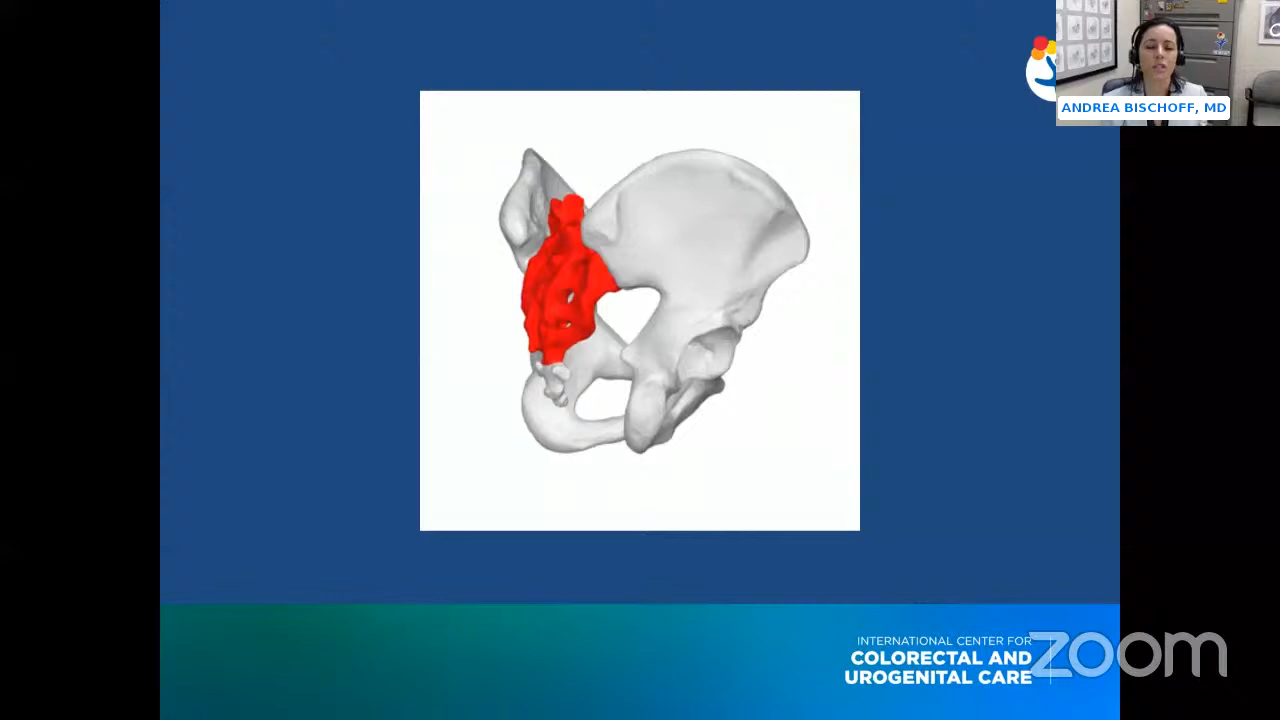 ANDREA BISCHOFF, MD
INTERNATIONAL CENTER FOR
COLORECTAL AND
UROGENITAL CARE
zoom